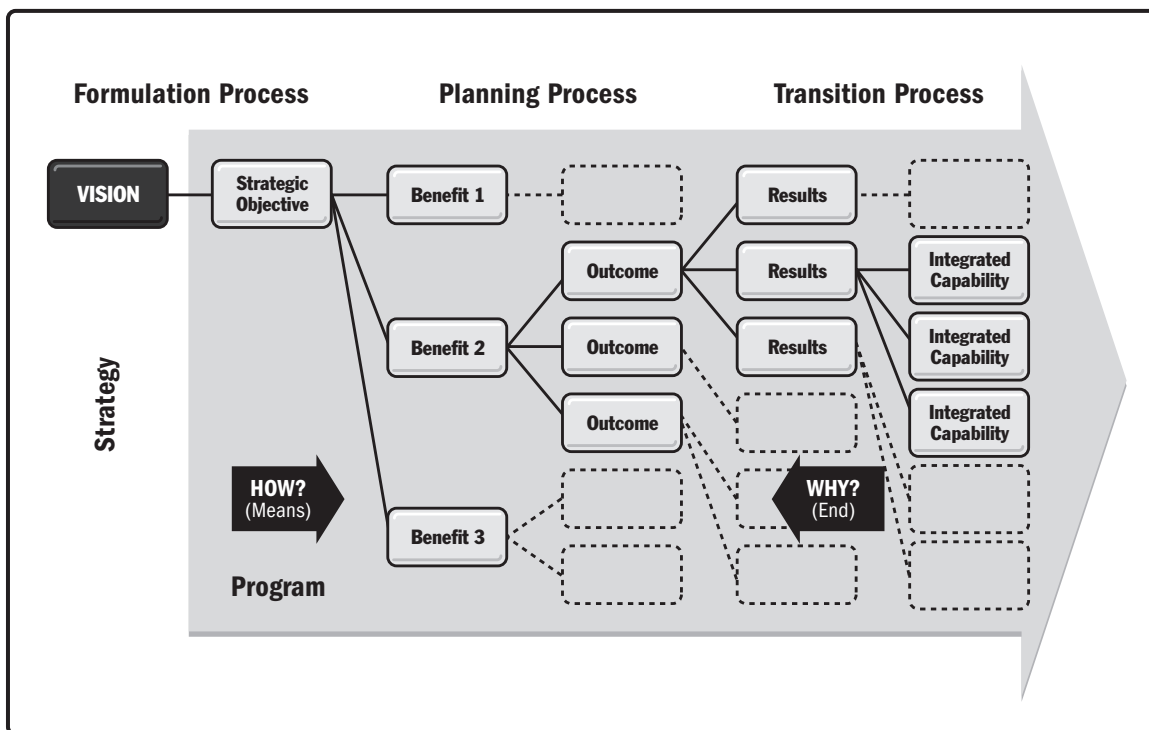 Formulation Process
Planning Process
Transition Process
VISION
Strategic
Objective
Benefit 1
Results
Outcome
Results
Integrated
Capability
Benefit 2
Outcome
Results
Integrated
Capability
Outcome
Integrated
Capability
Strategy
HOW?
(Means)
WHY?
(End)
Benefit 3
Program